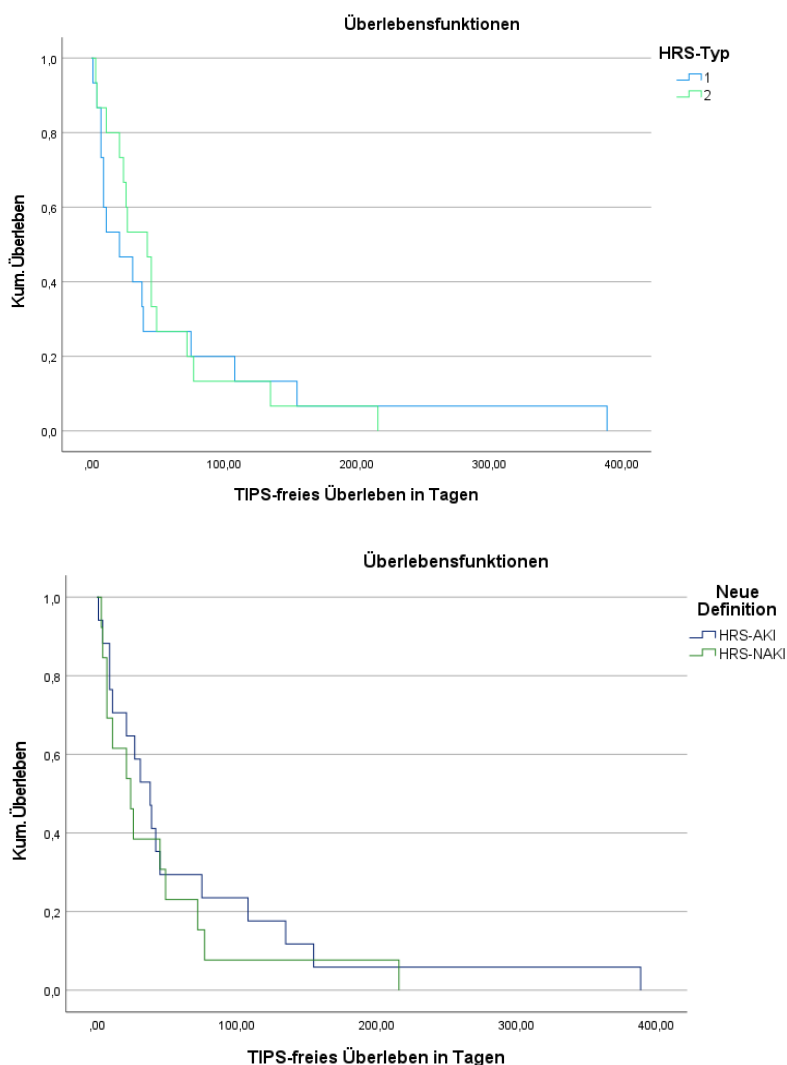 Überlebensfunktionen
HRS-Typ
1
2
1,0
0,8
0,6
0,4
0,2
0,0
Kum. Überleben
,00 100,00 200,00 300,00 400,00
TIPS-freies Überleben in Tagen
Überlebensfunktionen
Neue
Definition
HRS-AKI
HRS-NAKI
1,0
0,8
0,6
0,4
0,2
0,0
Kum. Überleben
,00 100,00 200,00 300,00 400,00
TIPS-freies Überleben in Tagen